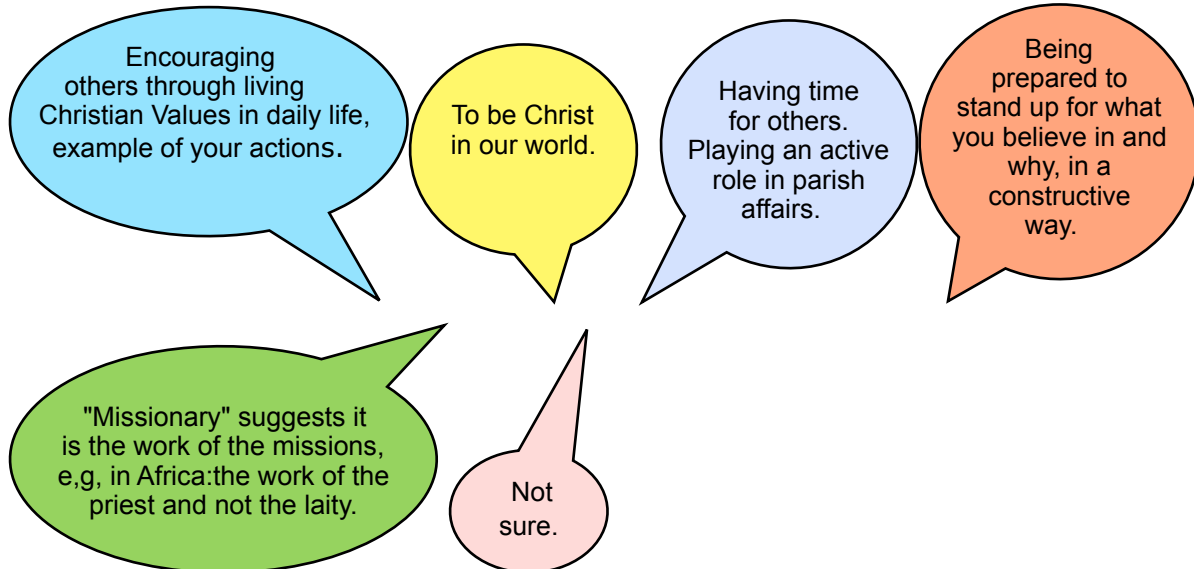 Encouraging
others through living
Christian Values in daily life,
example of your actions.
To be Christ
in our world.
Having time
for others.
Playing an active
role in parish
affairs.
Being
prepared to
stand up for what
you believe in and
why, in a
constructive
way.
"Missionary" suggests it
is the work of the missions,
e,g, in Africa:the work of the
priest and not the laity.
Not
sure.